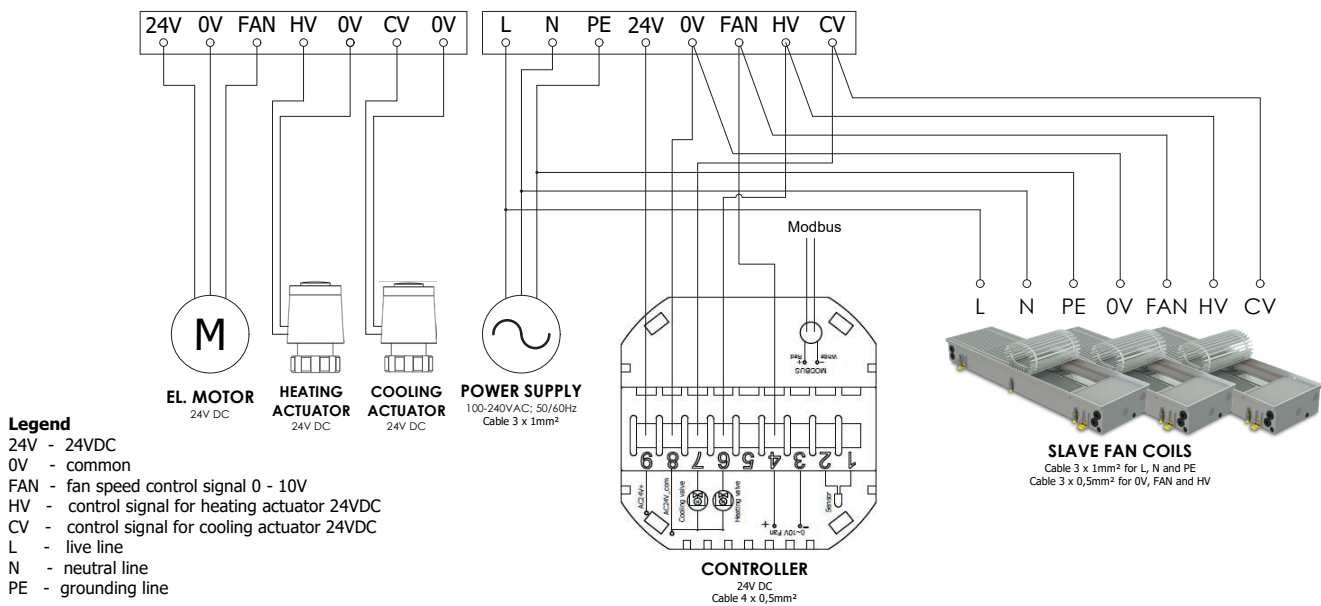 24V 0V FAN HV 0V CV 0V
L N PE 24V 0V FAN HV CV
Modbus
L N PE 0V FAN HV CV
M
EL. MOTOR
24V DC
HEATING
ACTUATOR
24V DC
COOLING
ACTUATOR
24V DC
POWER SUPPLY
100-240VAC; 50/60Hz
Cable 3 x 1mm²
+ −
Red White
MODBUS
9 8 7 6 5 4 3 2 1
AC24V+
AC24V_com
Cooling valve
Heating valve
+ −
0~10V Fan
Sensor
CONTROLLER
24V DC
Cable 4 x 0,5mm²
SLAVE FAN COILS
Cable 3 x 1mm² for L, N and PE
Cable 3 x 0,5mm² for 0V, FAN and HV
Legend
24V - 24VDC
0V - common
FAN - fan speed control signal 0 - 10V
HV - control signal for heating actuator 24VDC
CV - control signal for cooling actuator 24VDC
L - live line
N - neutral line
PE - grounding line